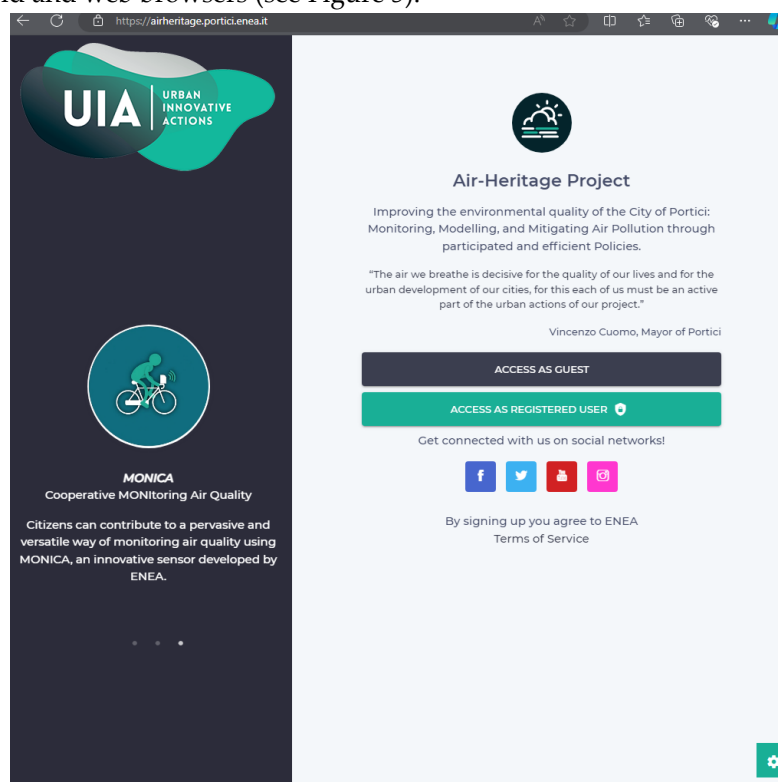 and web browsers (see Figure 5).
https://airheritage.portici.enea.it
UIA
URBAN
INNOVATIVE
ACTIONS
MONICA
Cooperative MONItoring Air Quality
Citizens can contribute to a pervasive and
versatile way of monitoring air quality using
MONICA, an innovative sensor developed by
ENEA.
Air-Heritage Project
Improving the environmental quality of the City of Portici:
Monitoring, Modelling, and Mitigating Air Pollution through
participated and efficient Policies.
“The air we breathe is decisive for the quality of our lives and for the
urban development of our cities, for this each of us must be an active
part of the urban actions of our project.”
Vincenzo Cuomo, Mayor of Portici
ACCESS AS GUEST
ACCESS AS REGISTERED USER
Get connected with us on social networks!
By signing up you agree to ENEA
Terms of Service